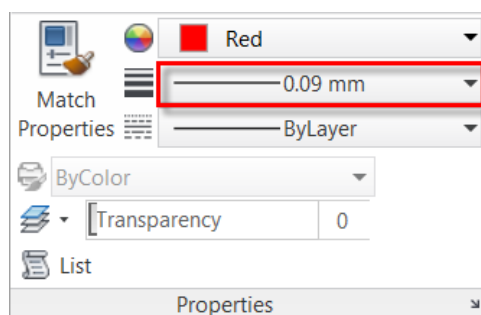 Red
0.09 mm
Match
Properties
ByLayer
ByColor
Transparency 0
List
Properties